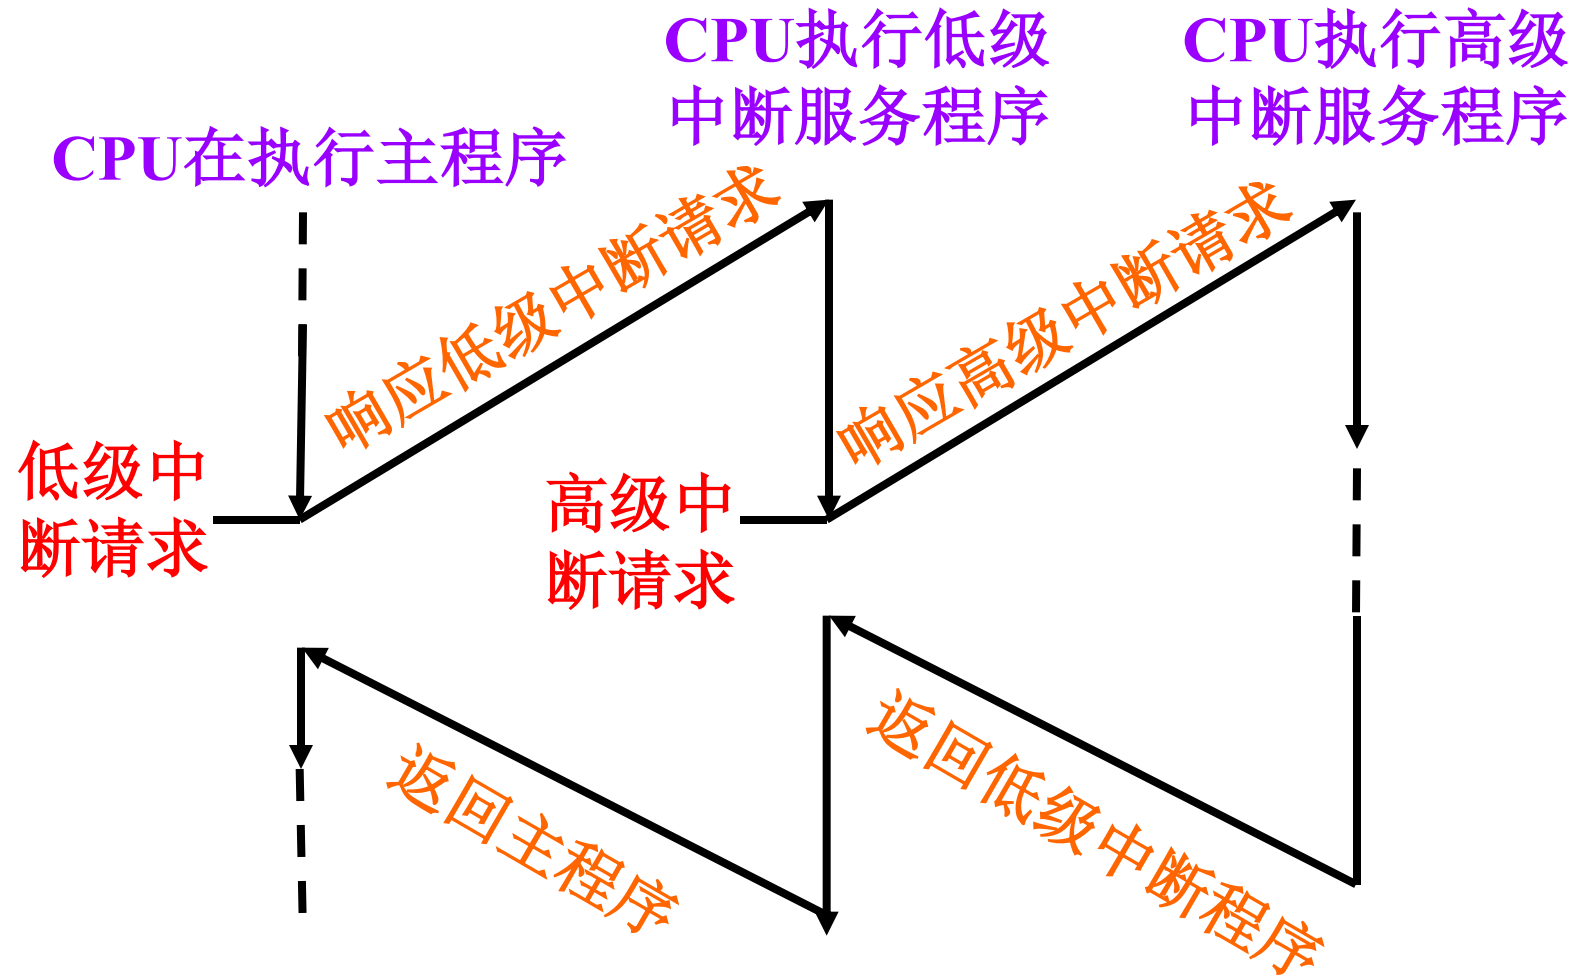 CPU执行低级
中断服务程序
CPU执行高级
中断服务程序
CPU在执行主程序
响应低级中断请求
响应高级中断请求
低级中
断请求
高级中
断请求
返回主程序
返回低级中断程序